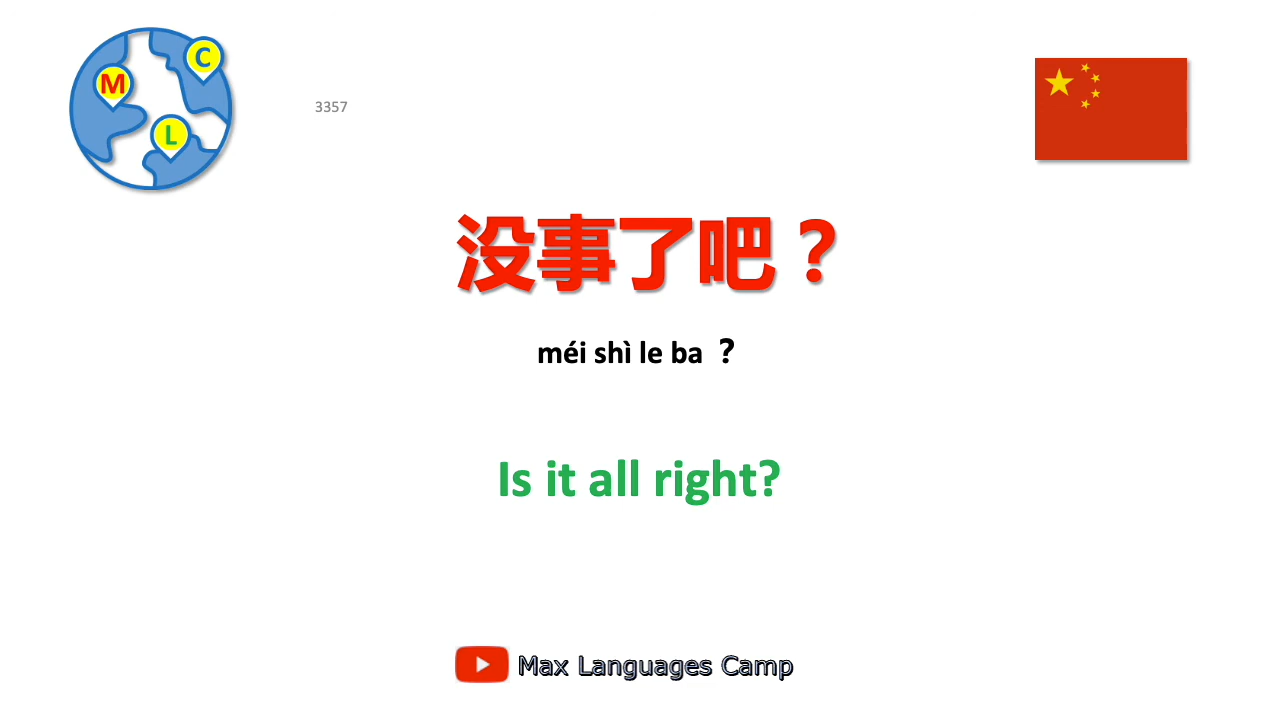 M
C
L
3357
没事了吧？
méi shì le ba ？
Is it all right?
Max Languages Camp